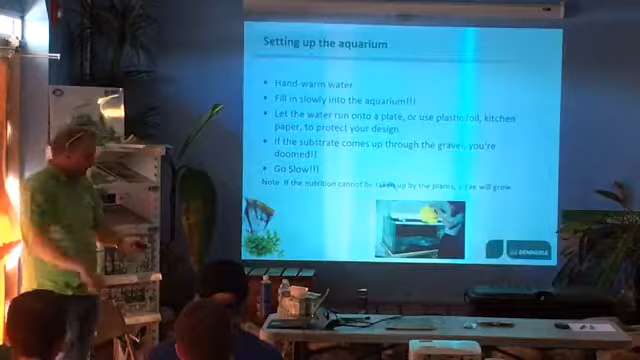 Setting up the aquarium
• Hand-warm water
• Fill in slowly into the aquarium!!!
• Let the water run onto a plate, or use plastic foil, kitchen
paper, to protect your design
• If the substrate comes up through the gravel, you're
doomed!!
• Go Slow!!!
Note: If the nutrition cannot be taken up by the plants, algae will grow
DENNERLE